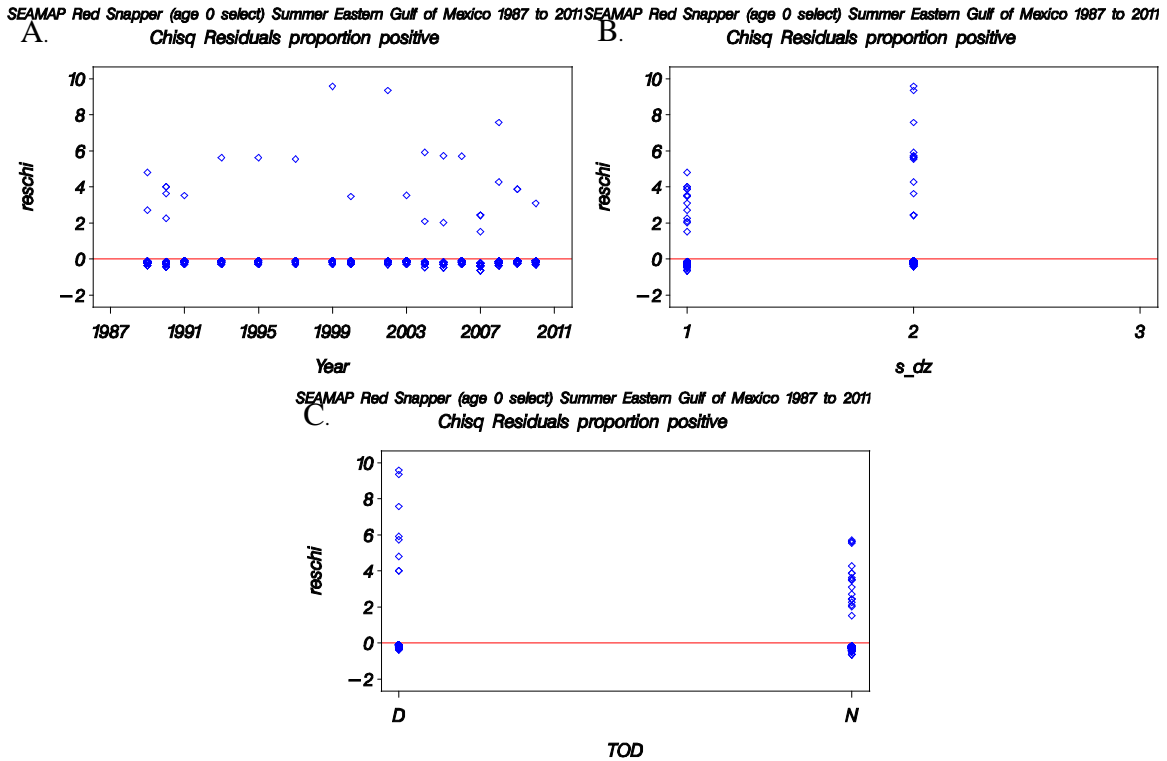 SEAMAP Red Snapper (age 0 select) Summer Eastern Gulf of Mexico 1987 to 2011
A.
Chisq Residuals proportion positive
10
8
6
4
2
0
−2
reschi
1987 1991 1995 1999 2003 2007 2011
Year
SEAMAP Red Snapper (age 0 select) Summer Eastern Gulf of Mexico 1987 to 2011
B.
Chisq Residuals proportion positive
10
8
6
4
2
0
−2
reschi
1 2 3
s_dz
SEAMAP Red Snapper (age 0 select) Summer Eastern Gulf of Mexico 1987 to 2011
C.
Chisq Residuals proportion positive
10
8
6
4
2
0
−2
reschi
D N
TOD